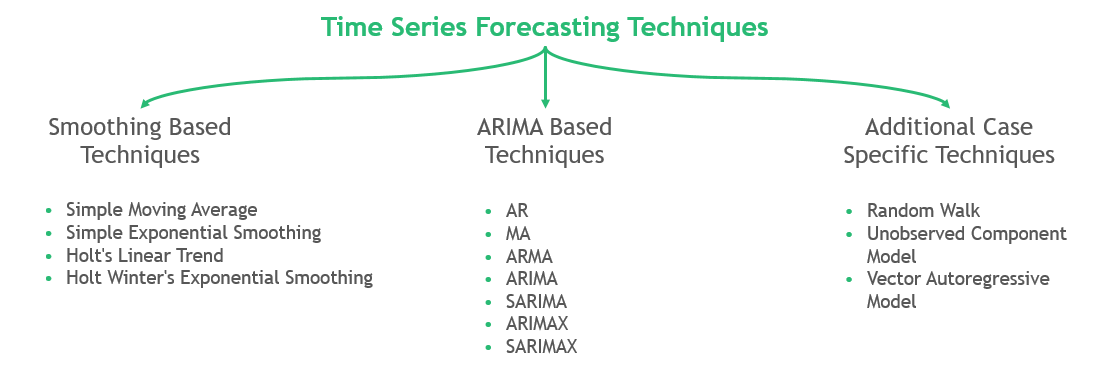 Time Series Forecasting Techniques
Smoothing Based
Techniques
• Simple Moving Average
• Simple Exponential Smoothing
• Holt's Linear Trend
• Holt Winter's Exponential Smoothing
ARIMA Based
Techniques
• AR
• MA
• ARMA
• ARIMA
• SARIMA
• ARIMAX
• SARIMAX
Additional Case
Specific Techniques
• Random Walk
• Unobserved Component
Model
• Vector Autoregressive
Model